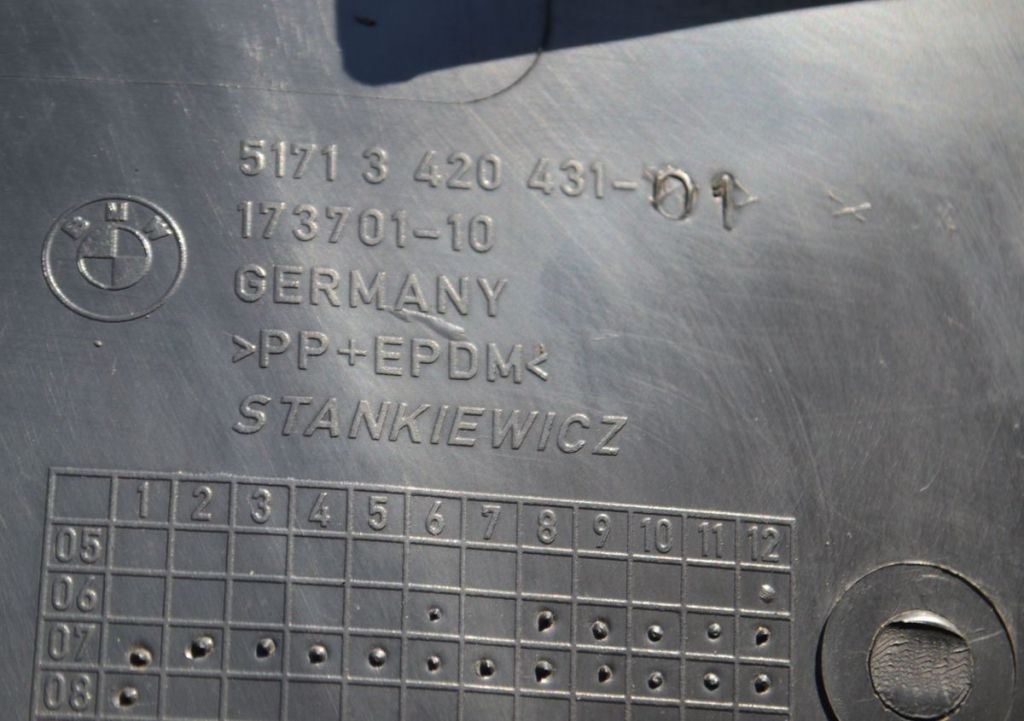 5171 3 420 431-01
BMW
173701-10
GERMANY
>PP+EPDM<
STANKIEWICZ
1 2 3 4 5 6 7 8 9 10 11 12
05
06
07
08